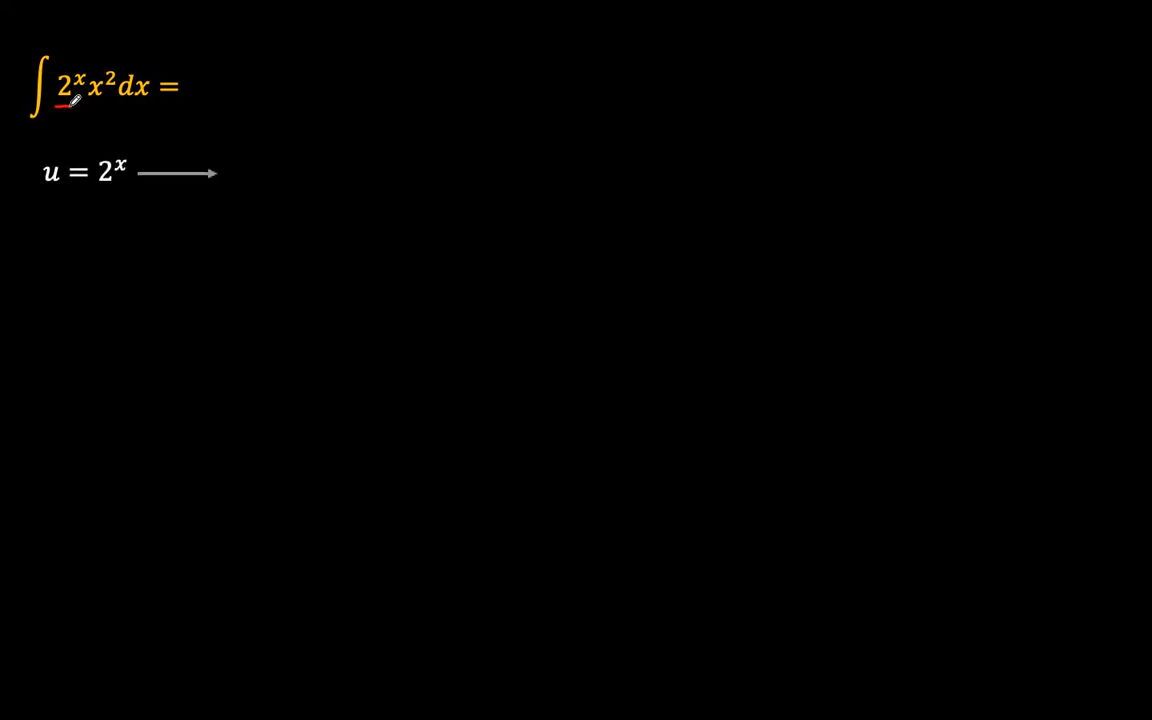 ∫ 2ˣx²dx =
u = 2ˣ ⟶